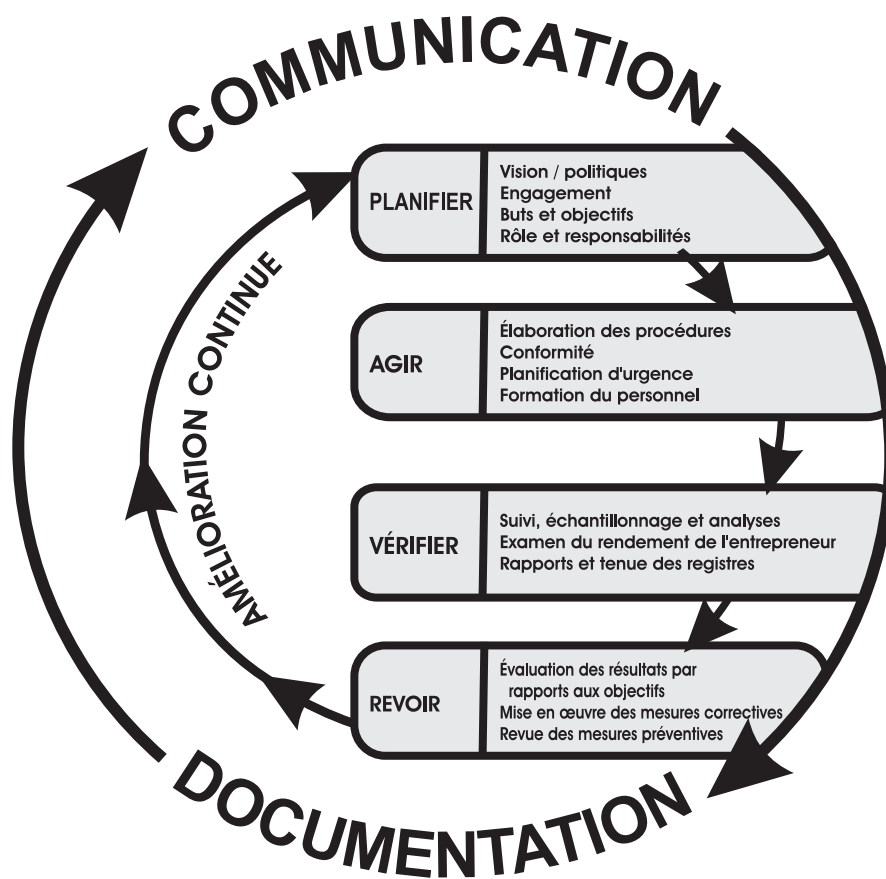 COMMUNICATION
PLANIFIER
Vision / politiques
Engagement
Buts et objectifs
Rôle et responsabilités
AGIR
Élaboration des procédures
Conformité
Planification d'urgence
Formation du personnel
AMÉLIORATION CONTINUE
VÉRIFIER
Suivi, échantillonnage et analyses
Examen du rendement de l'entrepreneur
Rapports et tenue des registres
REVOIR
Évaluation des résultats par
rapports aux objectifs
Mise en œuvre des mesures correctives
Revue des mesures préventives
DOCUMENTATION